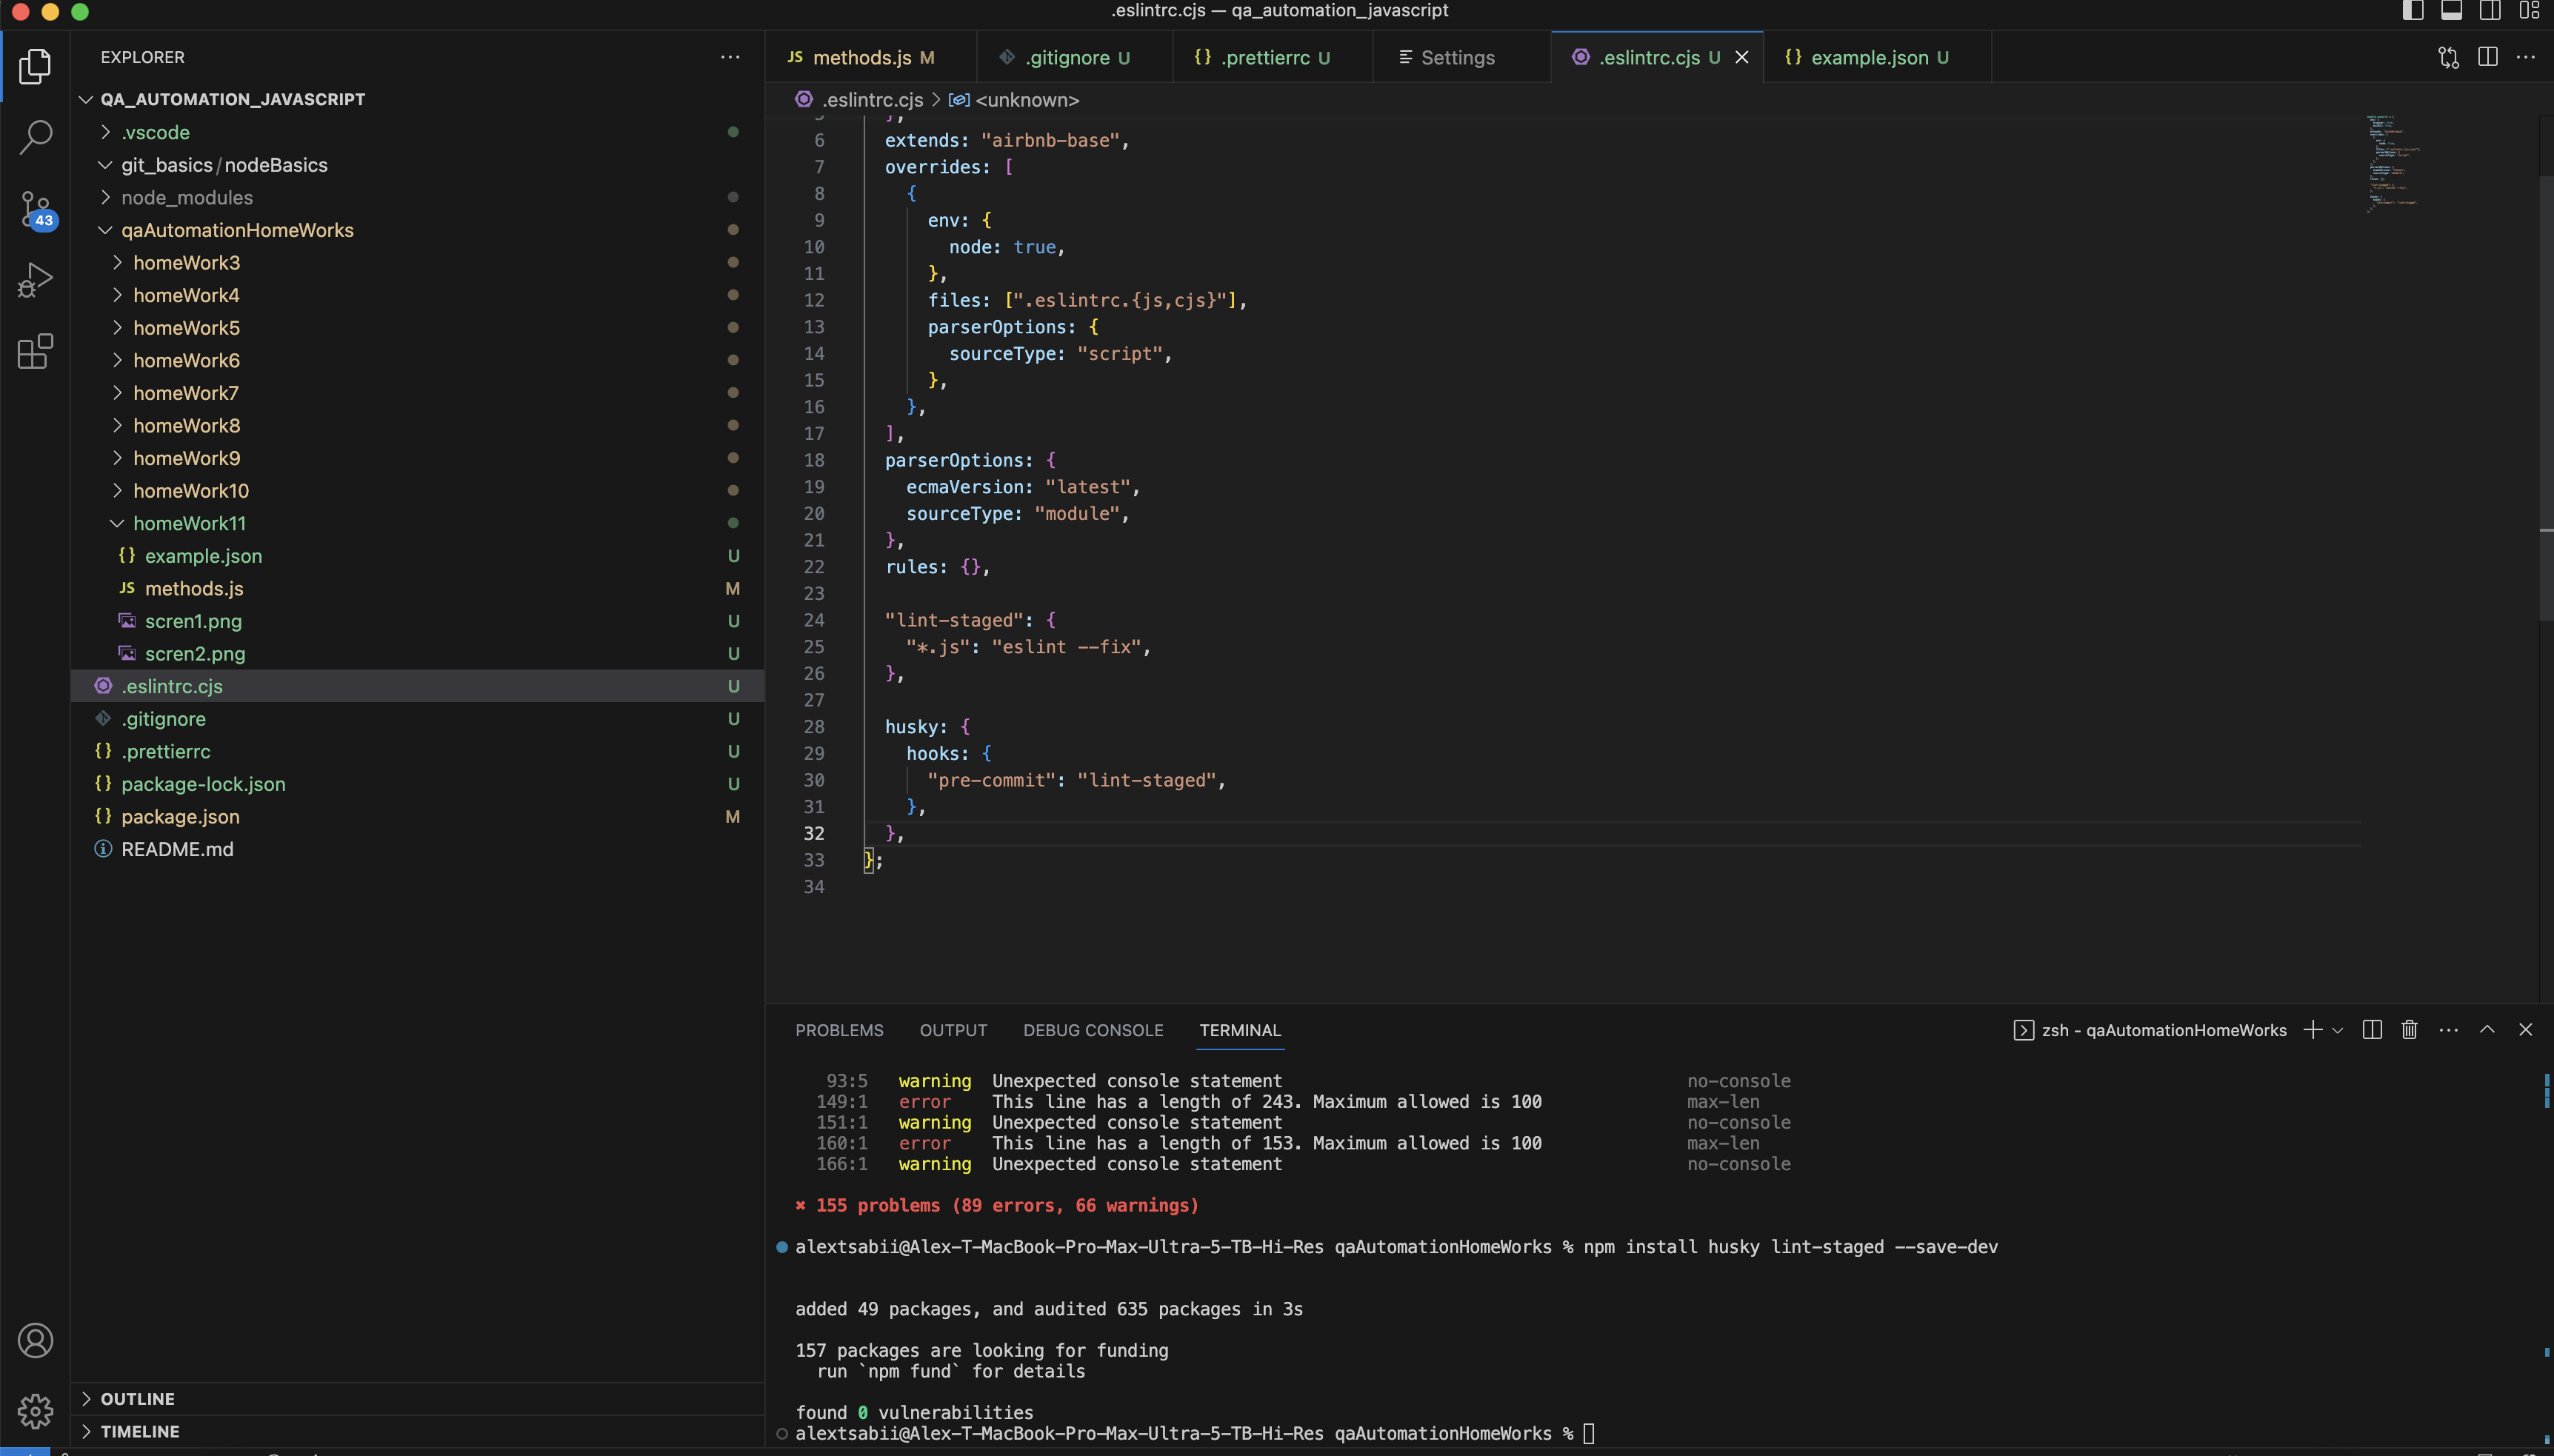 .eslintrc.cjs — qa_automation_javascript
EXPLORER
QA_AUTOMATION_JAVASCRIPT
.vscode
git_basics / nodeBasics
node_modules
qaAutomationHomeWorks
homeWork3
homeWork4
homeWork5
homeWork6
homeWork7
homeWork8
homeWork9
homeWork10
homeWork11
example.json U
methods.js M
scren1.png U
scren2.png U
.eslintrc.cjs U
.gitignore U
.prettierrc U
package-lock.json U
package.json M
README.md
OUTLINE
TIMELINE
43
JS methods.js M
.gitignore U
{} .prettierrc U
Settings
.eslintrc.cjs U
{} example.json U
.eslintrc.cjs > <unknown>
5 },
6 extends: "airbnb-base",
7 overrides: [
8 {
9 env: {
10 node: true,
11 },
12 files: [".eslintrc.{js,cjs}"],
13 parserOptions: {
14 sourceType: "script",
15 },
16 },
17 ],
18 parserOptions: {
19 ecmaVersion: "latest",
20 sourceType: "module",
21 },
22 rules: {},
23
24 "lint-staged": {
25 "*.js": "eslint --fix",
26 },
27
28 husky: {
29 hooks: {
30 "pre-commit": "lint-staged",
31 },
32 },
33 };
34
PROBLEMS OUTPUT DEBUG CONSOLE TERMINAL
zsh - qaAutomationHomeWorks
93:5 warning Unexpected console statement no-console
149:1 error This line has a length of 243. Maximum allowed is 100 max-len
151:1 warning Unexpected console statement no-console
160:1 error This line has a length of 153. Maximum allowed is 100 max-len
166:1 warning Unexpected console statement no-console
✖ 155 problems (89 errors, 66 warnings)
alextsabii@Alex-T-MacBook-Pro-Max-Ultra-5-TB-Hi-Res qaAutomationHomeWorks % npm install husky lint-staged --save-dev
added 49 packages, and audited 635 packages in 3s
157 packages are looking for funding
run `npm fund` for details
found 0 vulnerabilities
alextsabii@Alex-T-MacBook-Pro-Max-Ultra-5-TB-Hi-Res qaAutomationHomeWorks %